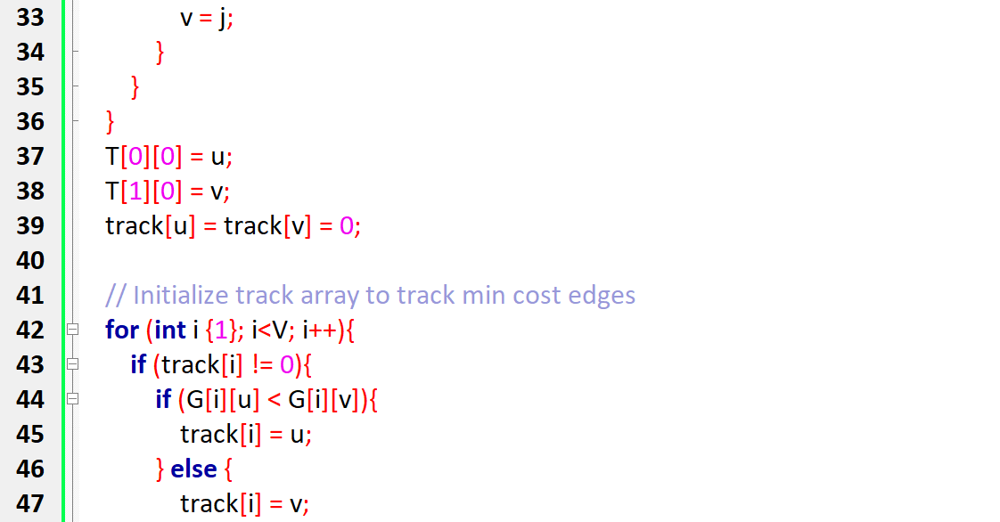 33 v = j;
34 }
35 }
36 }
37 T[0][0] = u;
38 T[1][0] = v;
39 track[u] = track[v] = 0;
40
41 // Initialize track array to track min cost edges
42 for (int i {1}; i<V; i++){
43 if (track[i] != 0){
44 if (G[i][u] < G[i][v]){
45 track[i] = u;
46 } else {
47 track[i] = v;